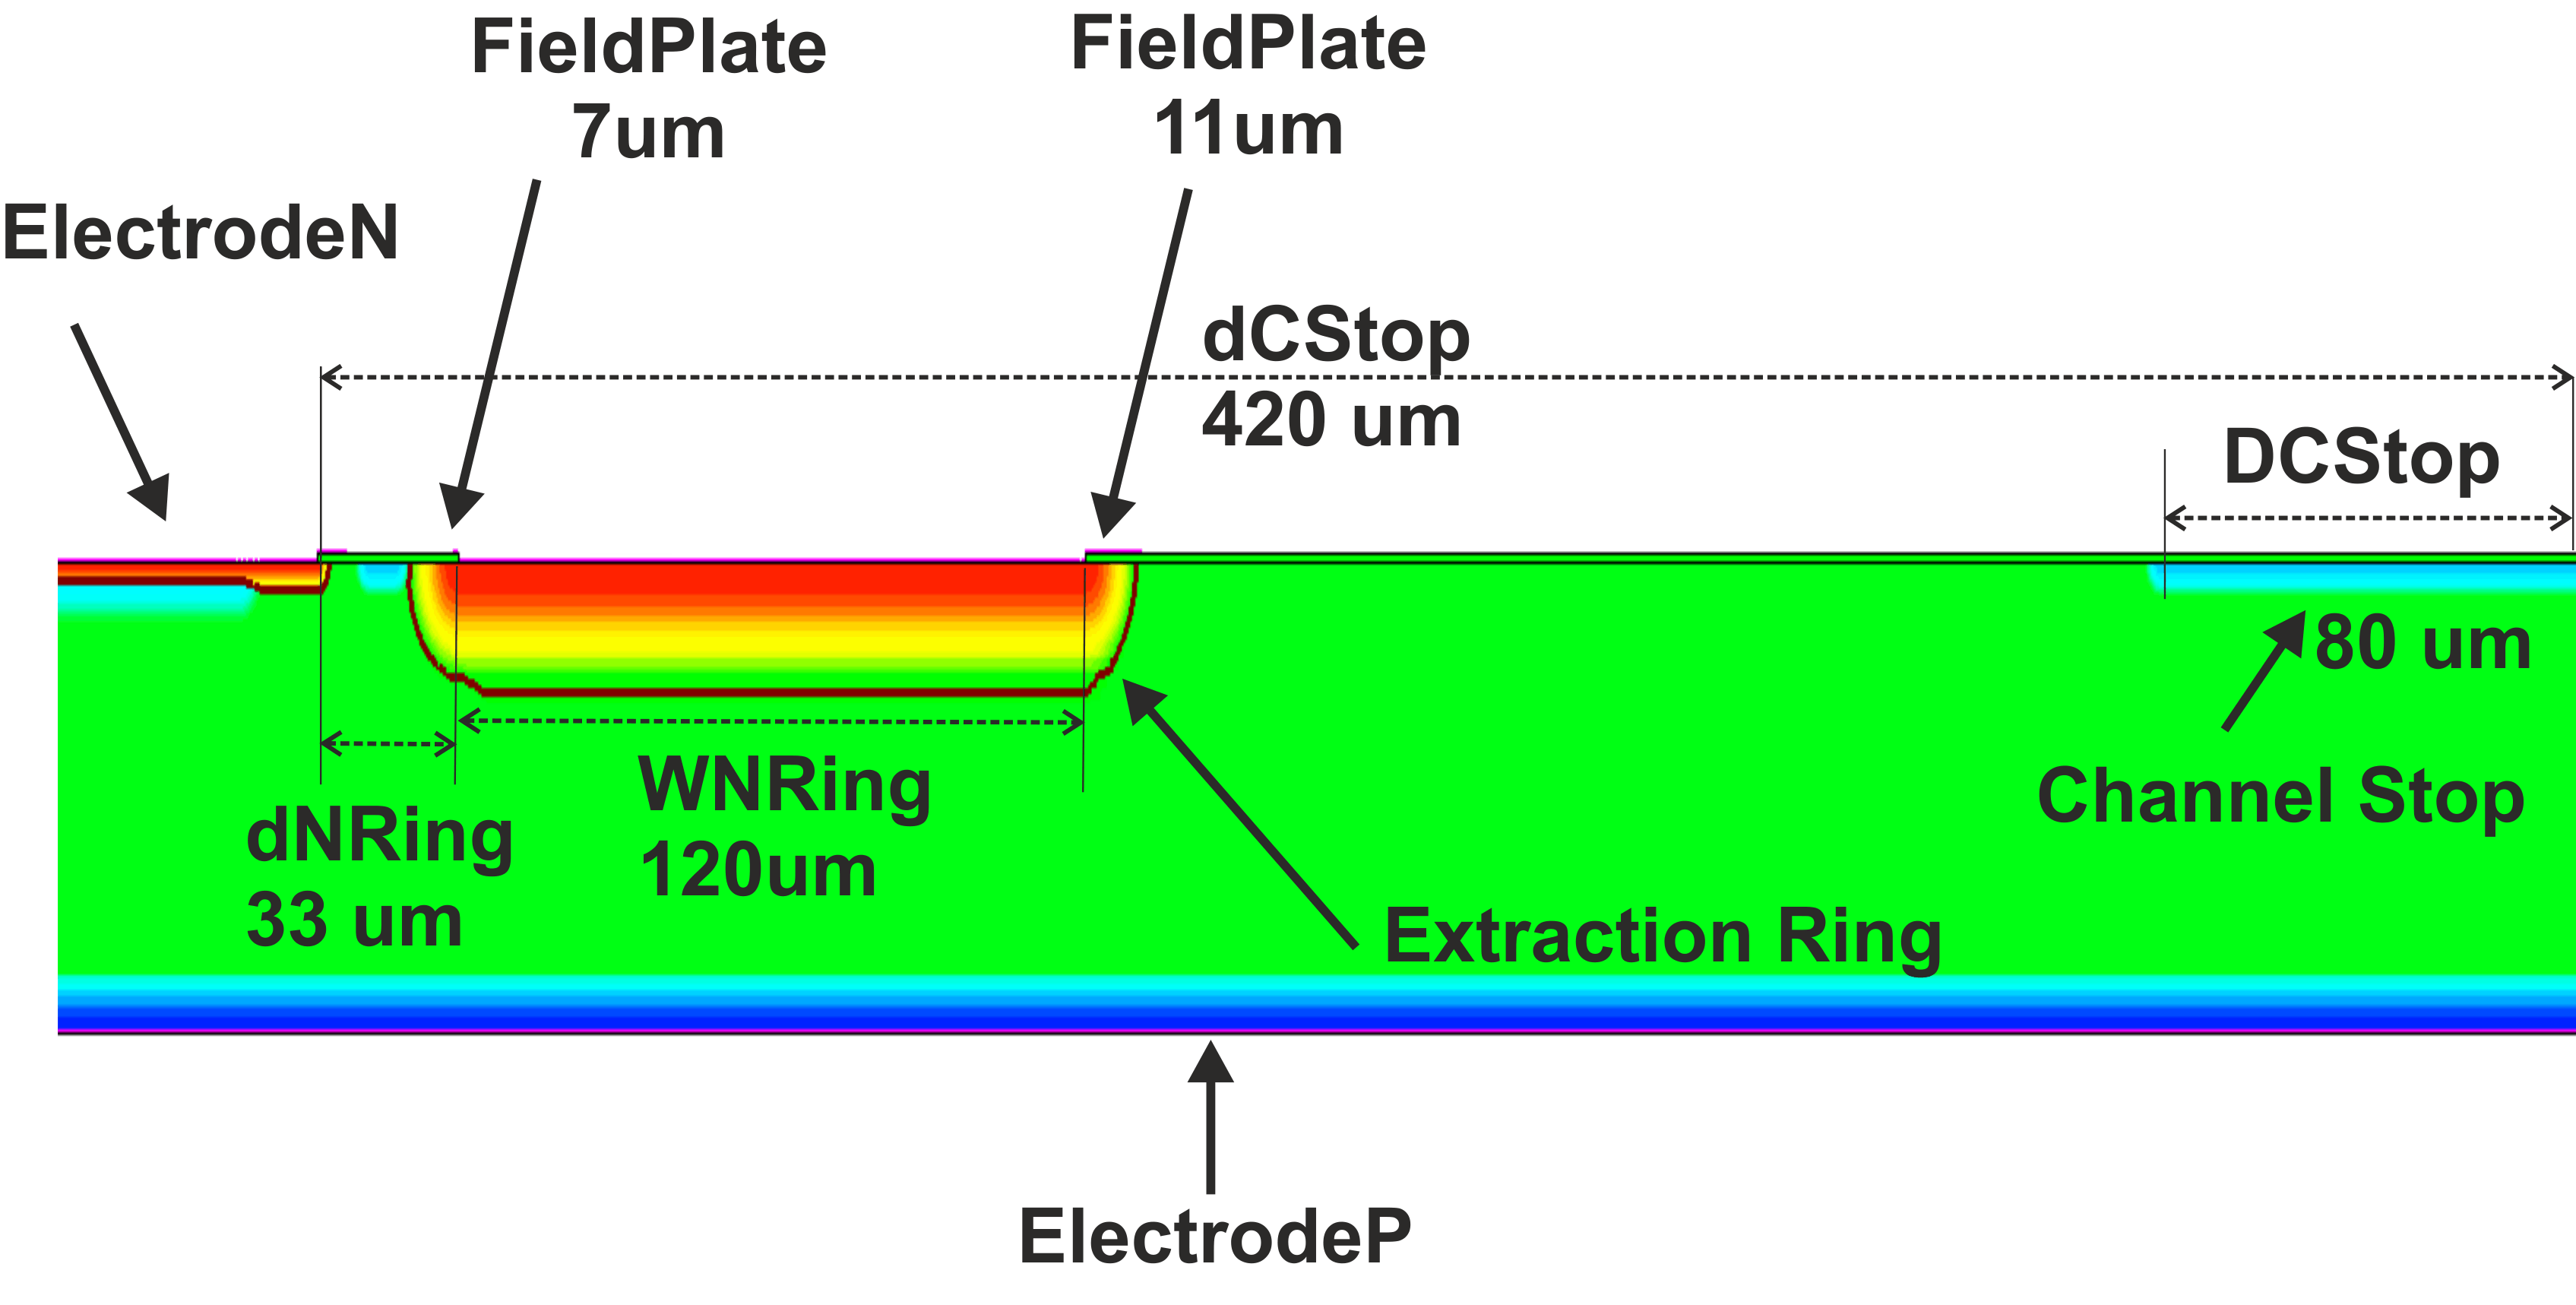 FieldPlate
7um
FieldPlate
11um
ElectrodeN
dCStop
420 um
DCStop
80 um
Channel Stop
WNRing
120um
dNRing
33 um
Extraction Ring
ElectrodeP